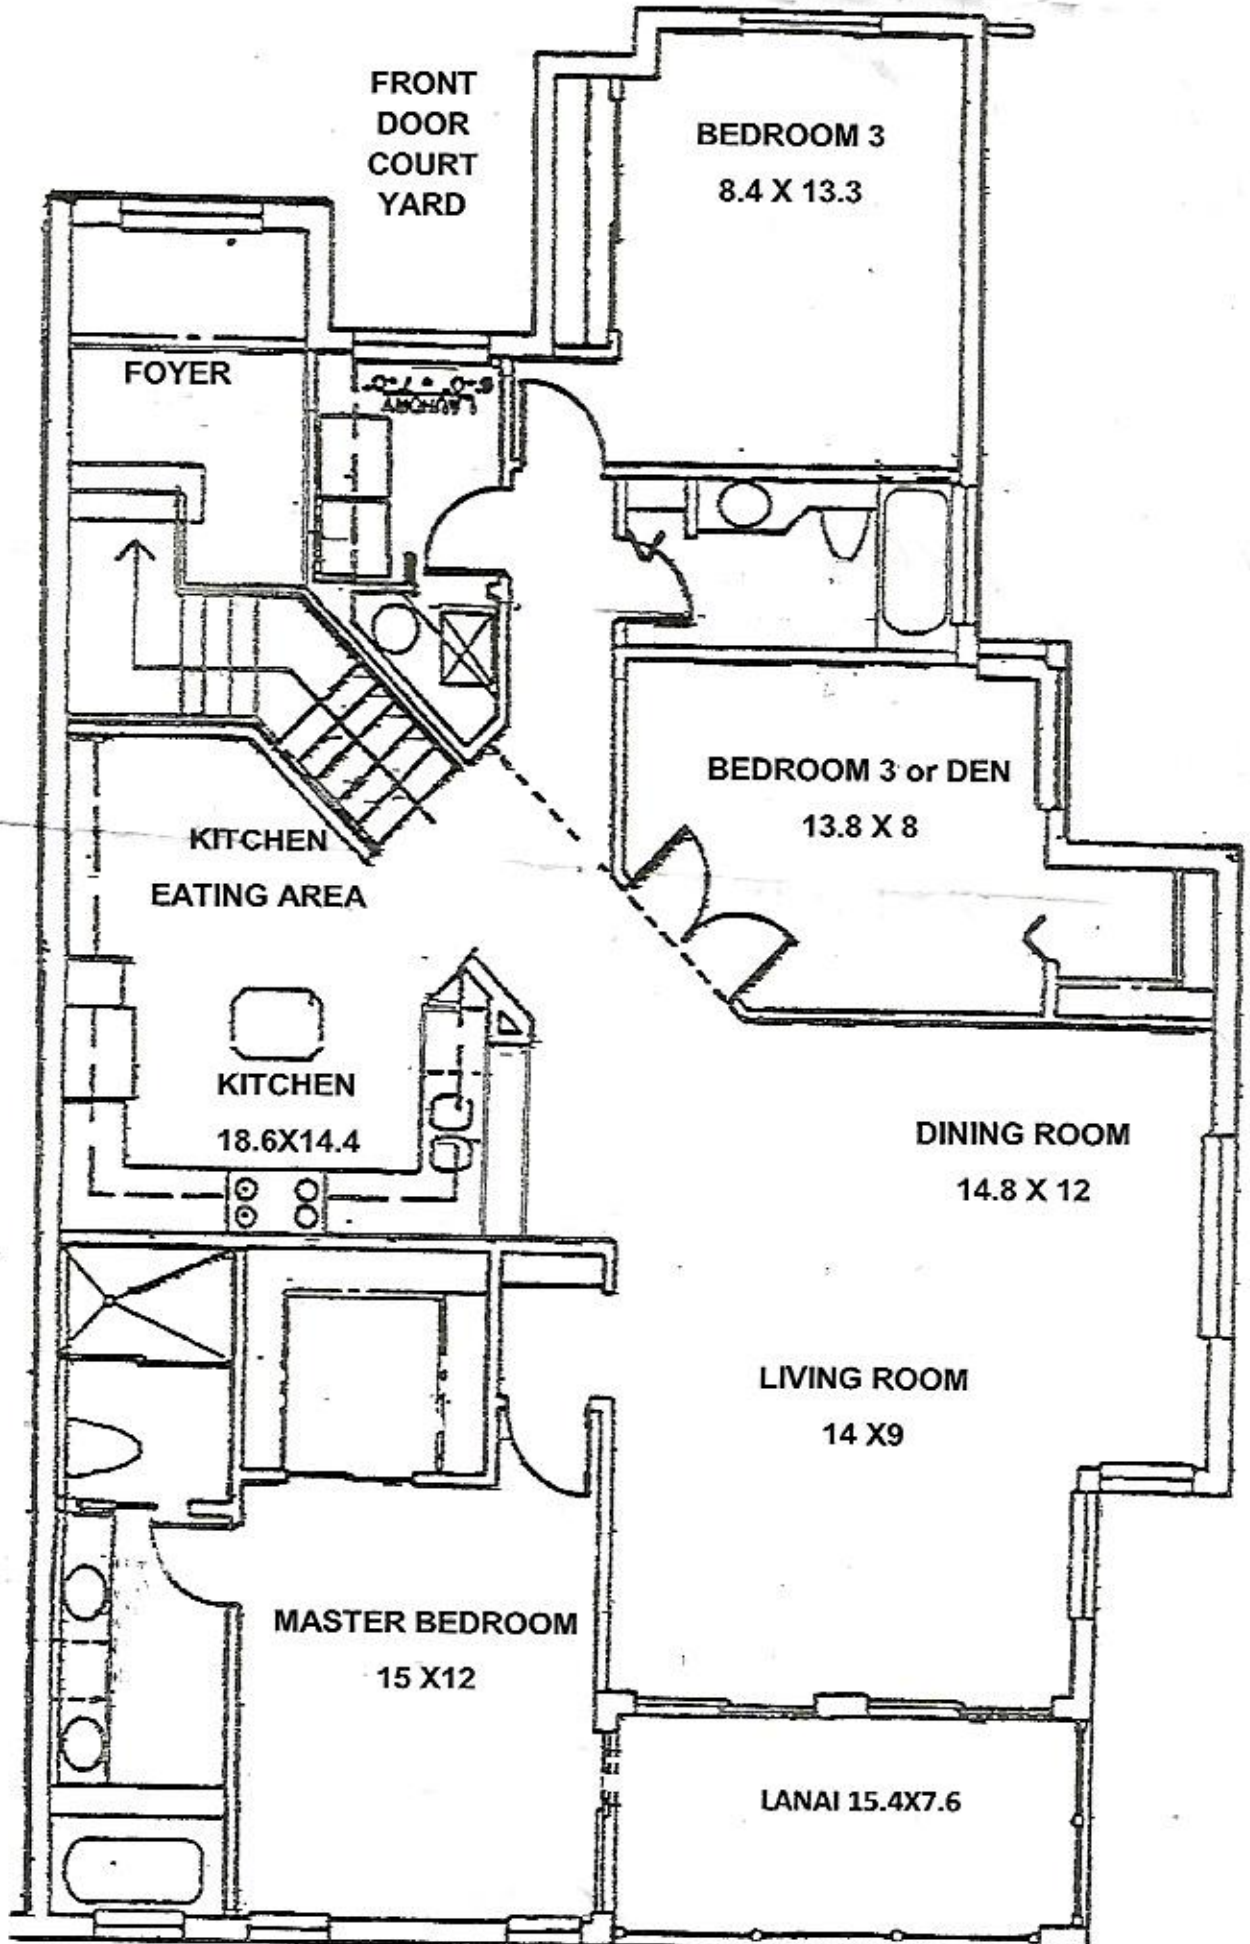 FRONT
DOOR
COURT
YARD
BEDROOM 3
8.4 X 13.3
FOYER
LAUNDRY
BEDROOM 3 or DEN
13.8 X 8
KITCHEN
EATING AREA
KITCHEN
18.6X14.4
DINING ROOM
14.8 X 12
LIVING ROOM
14 X9
MASTER BEDROOM
15 X12
LANAI 15.4X7.6